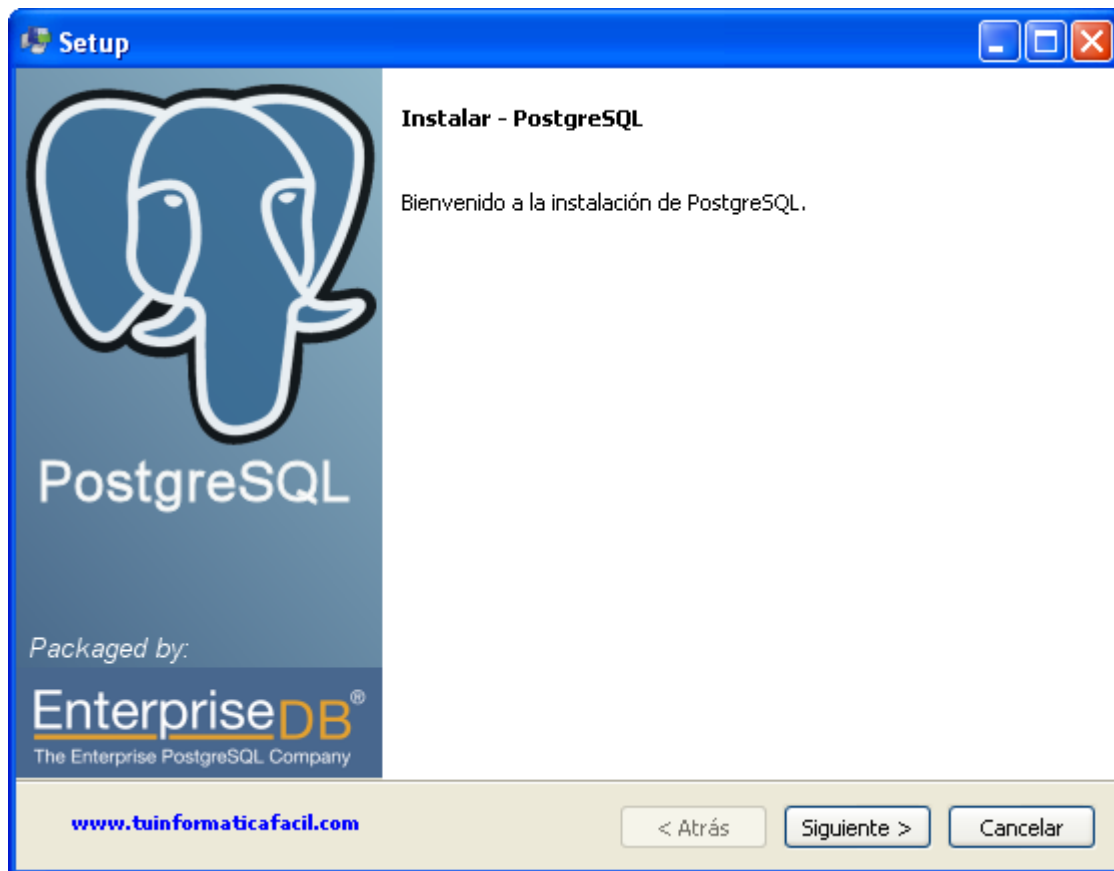 Setup
Instalar - PostgreSQL
Bienvenido a la instalación de PostgreSQL.
PostgreSQL
Packaged by:
EnterpriseDB®
The Enterprise PostgreSQL Company
www.tuinformaticafacil.com
< Atrás
Siguiente >
Cancelar